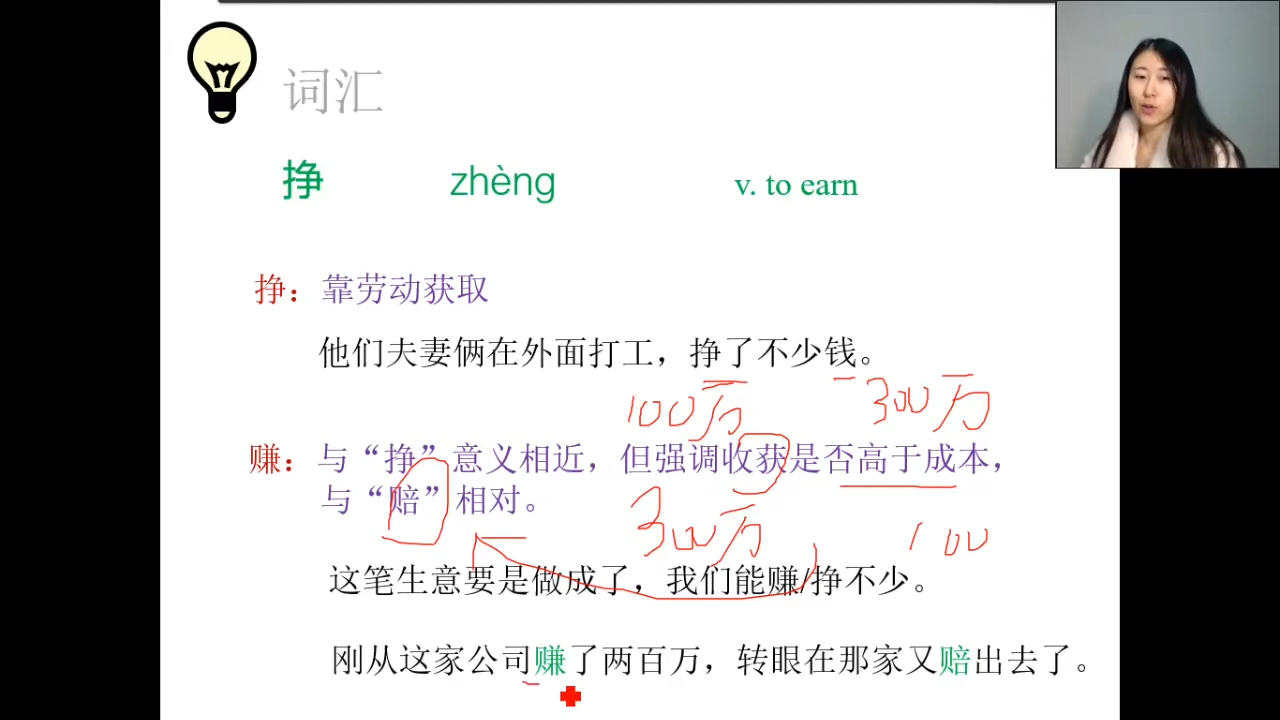 词汇
挣 zhèng v. to earn
挣：靠劳动获取
他们夫妻俩在外面打工，挣了不少钱。
100万 -300万
赚：与“挣”意义相近，但强调收获是否高于成本，
与“赔”相对。
300万 100
这笔生意要是做成了，我们能赚/挣不少。
刚从这家公司赚了两百万，转眼在那家又赔出去了。